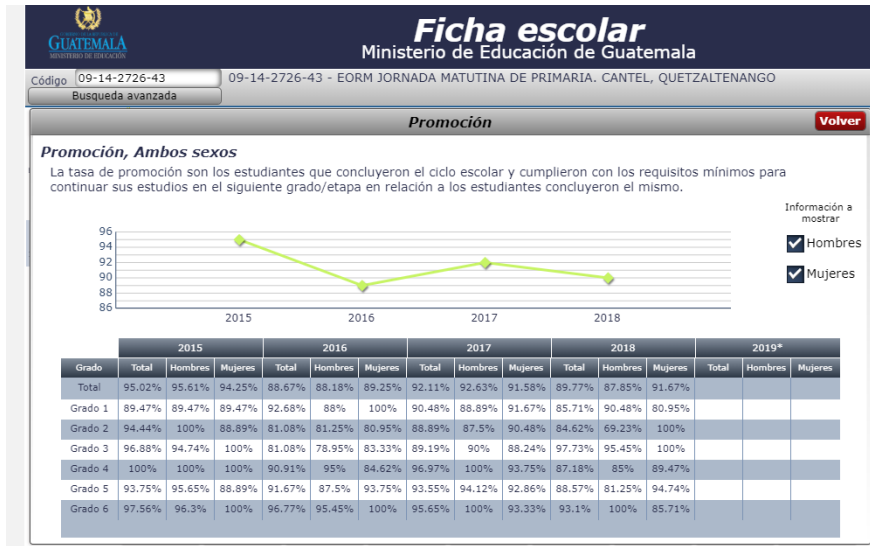 GUATEMALA
MINISTERIO DE EDUCACIÓN
Ficha escolar
Ministerio de Educación de Guatemala
Código 09-14-2726-43 09-14-2726-43 - EORM JORNADA MATUTINA DE PRIMARIA. CANTEL, QUETZALTENANGO
Busqueda avanzada
Promoción Volver
Promoción, Ambos sexos
La tasa de promoción son los estudiantes que concluyeron el ciclo escolar y cumplieron con los requisitos mínimos para
continuar sus estudios en el siguiente grado/etapa en relación a los estudiantes concluyeron el mismo.
Información a
mostrar
Hombres
Mujeres
96
94
92
90
88
86
2015 2016 2017 2018
2015 2016 2017 2018 2019*
Grado Total Hombres Mujeres Total Hombres Mujeres Total Hombres Mujeres Total Hombres Mujeres Total Hombres Mujeres
Total 95.02% 95.61% 94.25% 88.67% 88.18% 89.25% 92.11% 92.63% 91.58% 89.77% 87.85% 91.67%
Grado 1 89.47% 89.47% 89.47% 92.68% 88% 100% 90.48% 88.89% 91.67% 85.71% 90.48% 80.95%
Grado 2 94.44% 100% 88.89% 81.08% 81.25% 80.95% 88.89% 87.5% 90.48% 84.62% 69.23% 100%
Grado 3 96.88% 94.74% 100% 81.08% 78.95% 83.33% 89.19% 90% 88.24% 97.73% 95.45% 100%
Grado 4 100% 100% 100% 90.91% 95% 84.62% 96.97% 100% 93.75% 87.18% 85% 89.47%
Grado 5 93.75% 95.65% 88.89% 91.67% 87.5% 93.75% 93.55% 94.12% 92.86% 88.57% 81.25% 94.74%
Grado 6 97.56% 96.3% 100% 96.77% 95.45% 100% 95.65% 100% 93.33% 93.1% 100% 85.71%